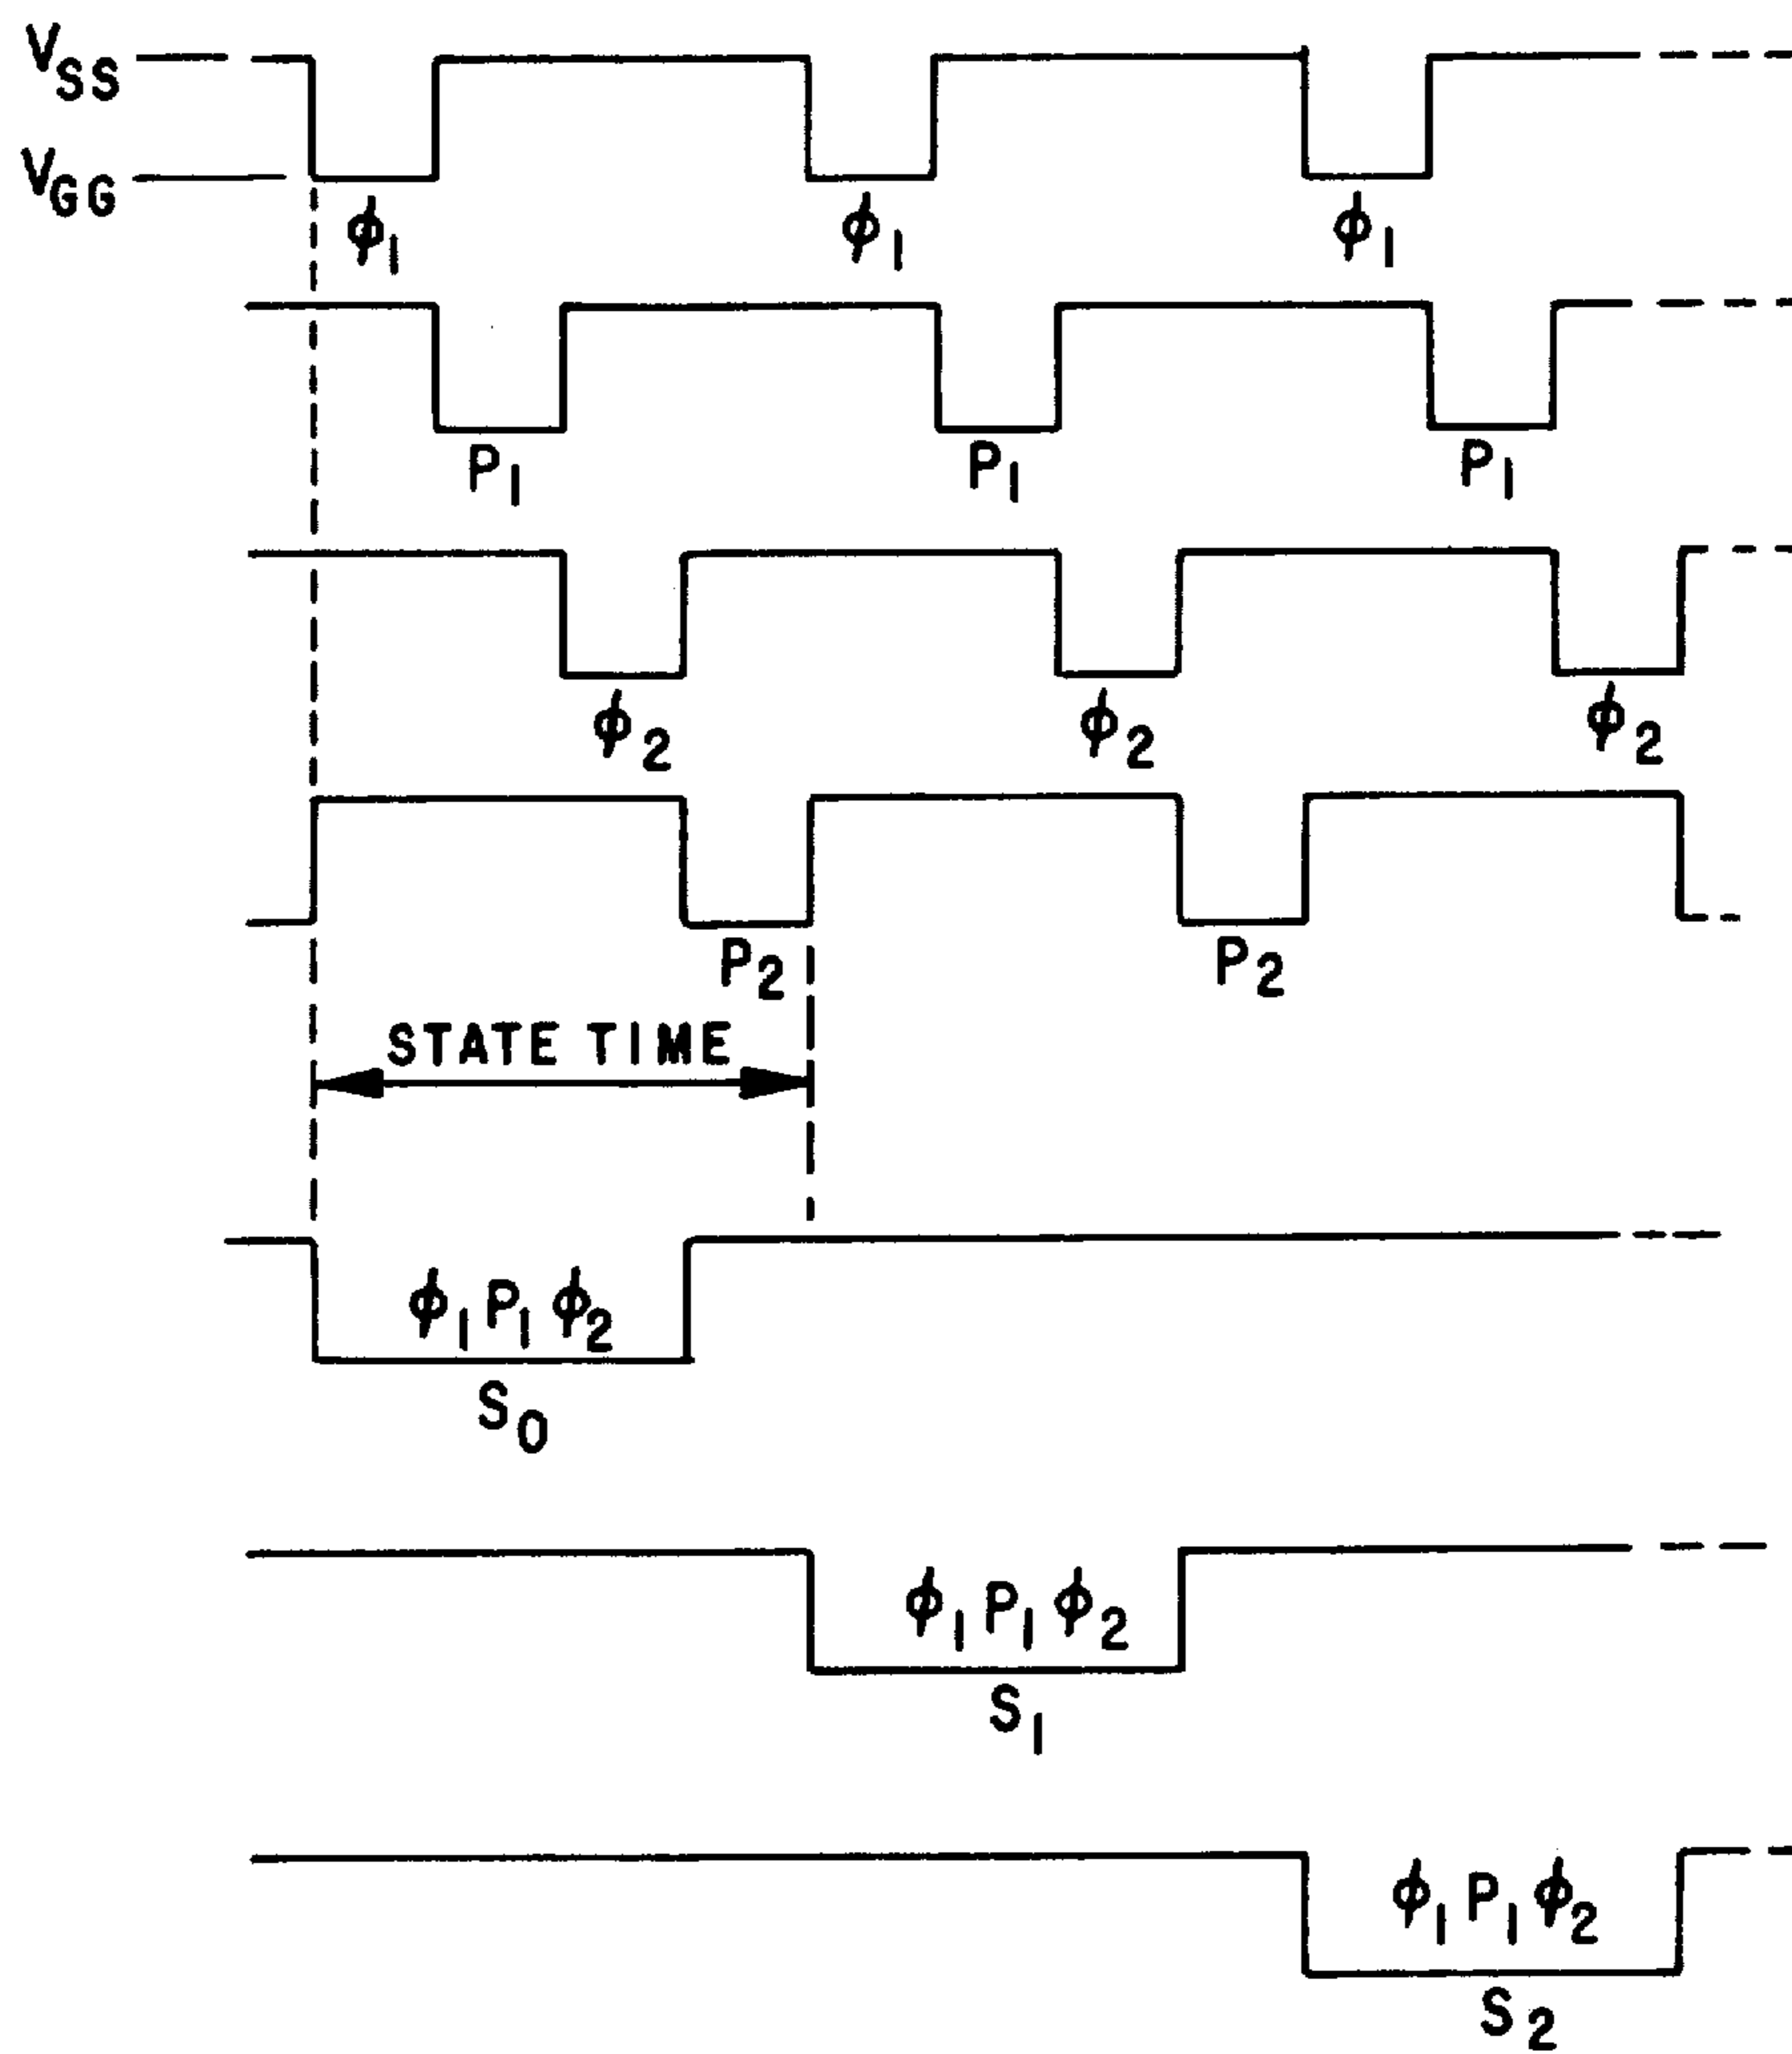 VSS
VGG
ϕ1 ϕ1 ϕ1
P1 P1 P1
ϕ2 ϕ2 ϕ2
P2 P2
STATE TIME
ϕ1 P1 ϕ2
S0
ϕ1 P1 ϕ2
S1
ϕ1 P1 ϕ2
S2